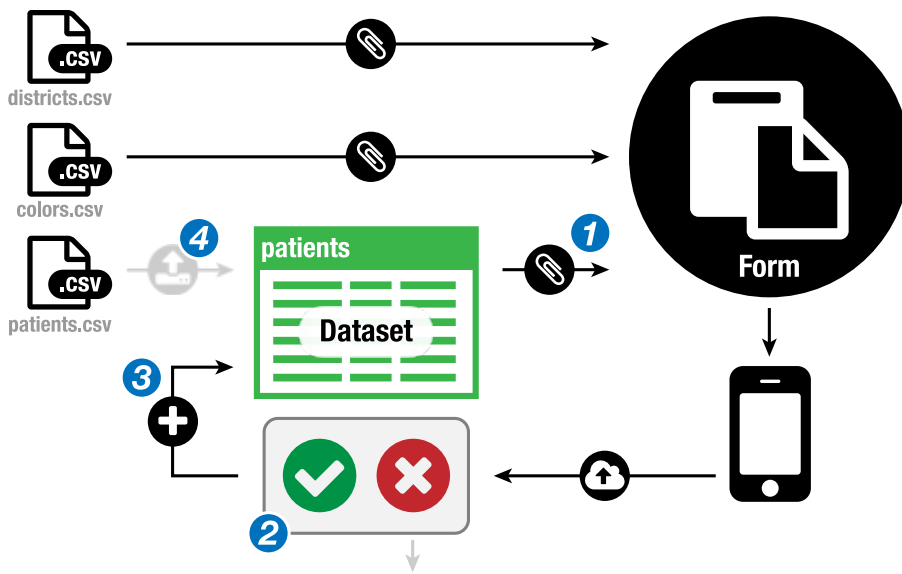 .csv
districts.csv
.csv
colors.csv
.csv
patients.csv
4
patients
Dataset
1
Form
3
2